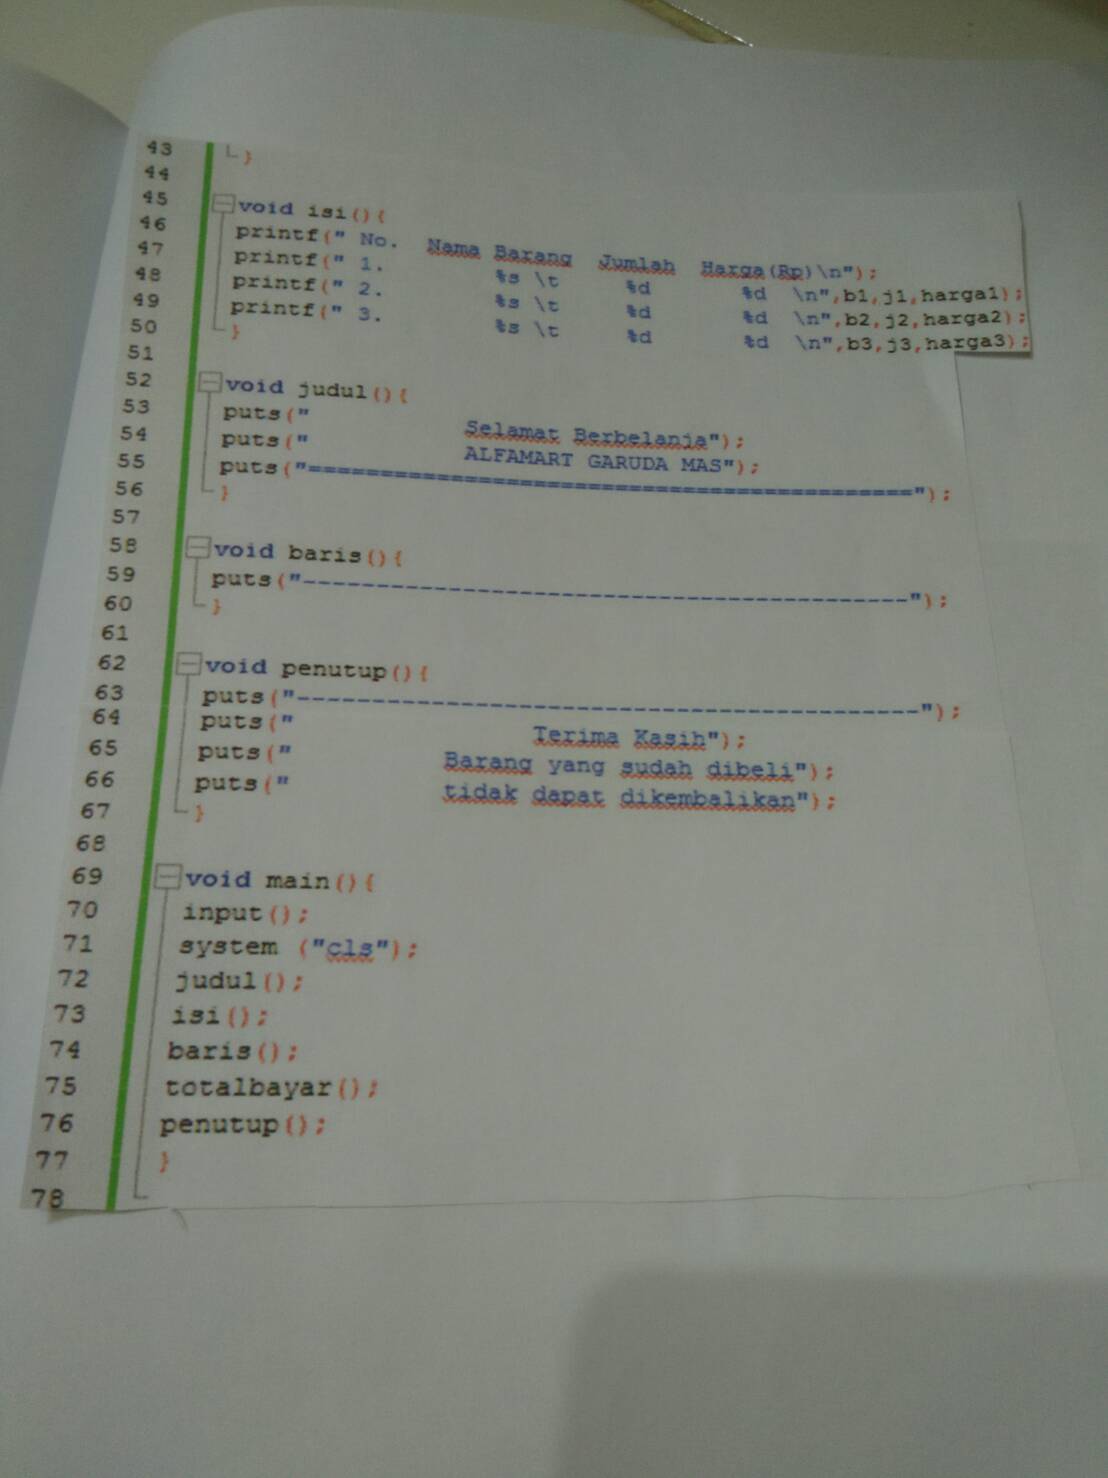 43 }
44
45 void isi(){
46 printf(" No. Nama Barang Jumlah Harga(Rp)\n");
47 printf(" 1. %s \t %d %d \n",b1,j1,harga1);
48 printf(" 2. %s \t %d %d \n",b2,j2,harga2);
49 printf(" 3. %s \t %d %d \n",b3,j3,harga3);
50 }
51
52 void judul(){
53 puts(" Selamat Berbelanja");
54 puts(" ALFAMART GARUDA MAS");
55 puts("==========================================");
56 }
57
58 void baris(){
59 puts("------------------------------------------");
60 }
61
62 void penutup(){
63 puts("------------------------------------------");
64 puts(" Terima Kasih");
65 puts(" Barang yang sudah dibeli");
66 puts(" tidak dapat dikembalikan");
67 }
68
69 void main(){
70 input();
71 system ("cls");
72 judul();
73 isi();
74 baris();
75 totalbayar();
76 penutup();
77 }
78